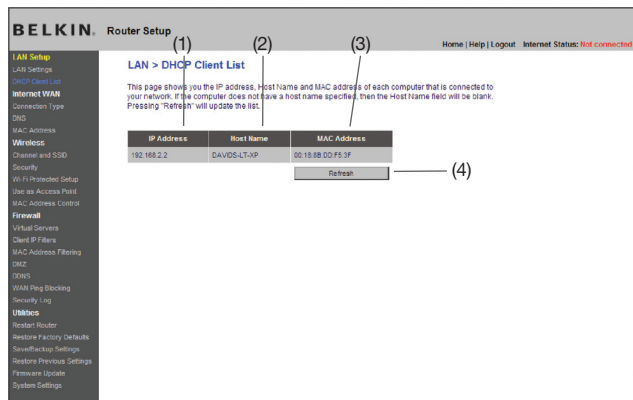 BELKIN. Router Setup
Home | Help | Logout Internet Status: Not connected
(1) (2) (3)
LAN Setup
LAN Settings
DHCP Client List
Internet WAN
Connection Type
DNS
MAC Address
Wireless
Channel and SSID
Security
Wi-Fi Protected Setup
Use as Access Point
MAC Address Control
Firewall
Virtual Servers
Client IP Filters
MAC Address Filtering
DMZ
DDNS
WAN Ping Blocking
Security Log
Utilities
Restart Router
Restore Factory Defaults
Save/Backup Settings
Restore Previous Settings
Firmware Update
System Settings
LAN > DHCP Client List
This page shows you the IP address, Host Name and MAC address of each computer that is connected to
your network. If the computer does not have a host name specified, then the Host Name field will be blank.
Pressing "Refresh" will update the list.
IP Address Host Name MAC Address
192.168.2.2 DAVIDS-LT-XP 00:18:8B:DD:F5:3F
Refresh (4)